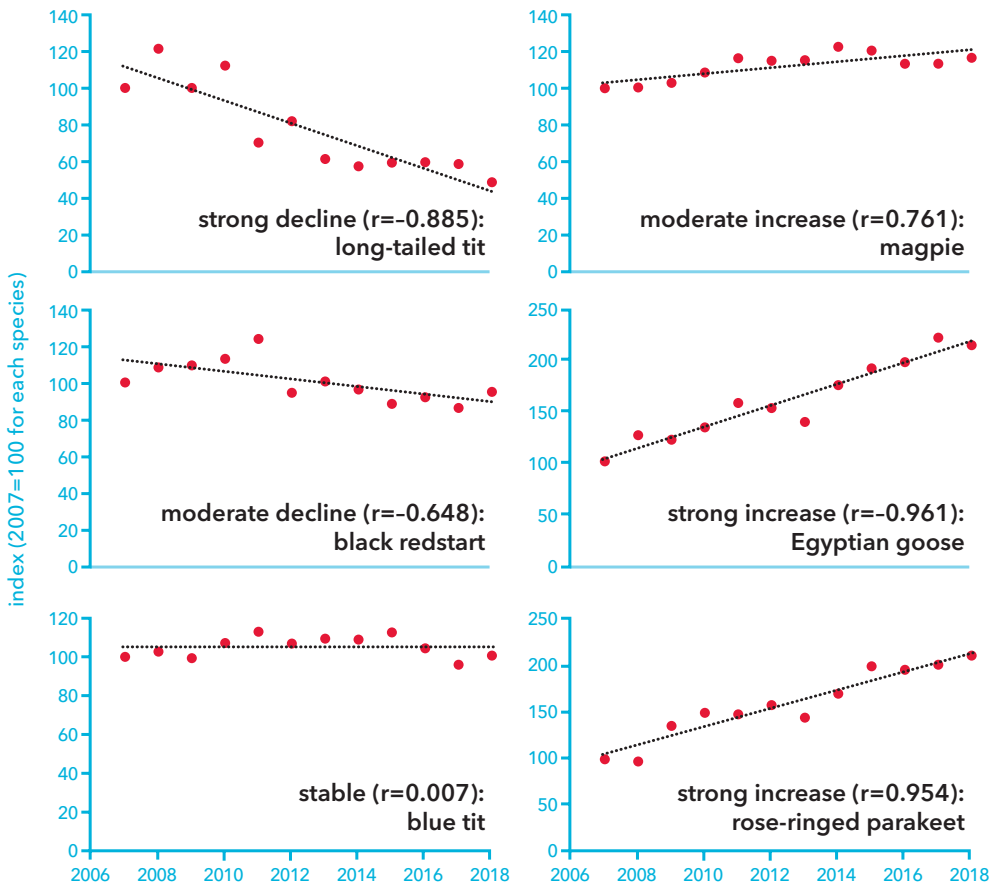 index (2007=100 for each species)
140
120
100
80
60
40
20
0
strong decline (r=–0.885):
long-tailed tit
140
120
100
80
60
40
20
0
moderate increase (r=0.761):
magpie
140
120
100
80
60
40
20
0
moderate decline (r=–0.648):
black redstart
250
200
150
100
50
0
strong increase (r=–0.961):
Egyptian goose
120
100
80
60
40
20
0
stable (r=0.007):
blue tit
2006 2008 2010 2012 2014 2016 2018
250
200
150
100
50
0
strong increase (r=0.954):
rose-ringed parakeet
2006 2008 2010 2012 2014 2016 2018